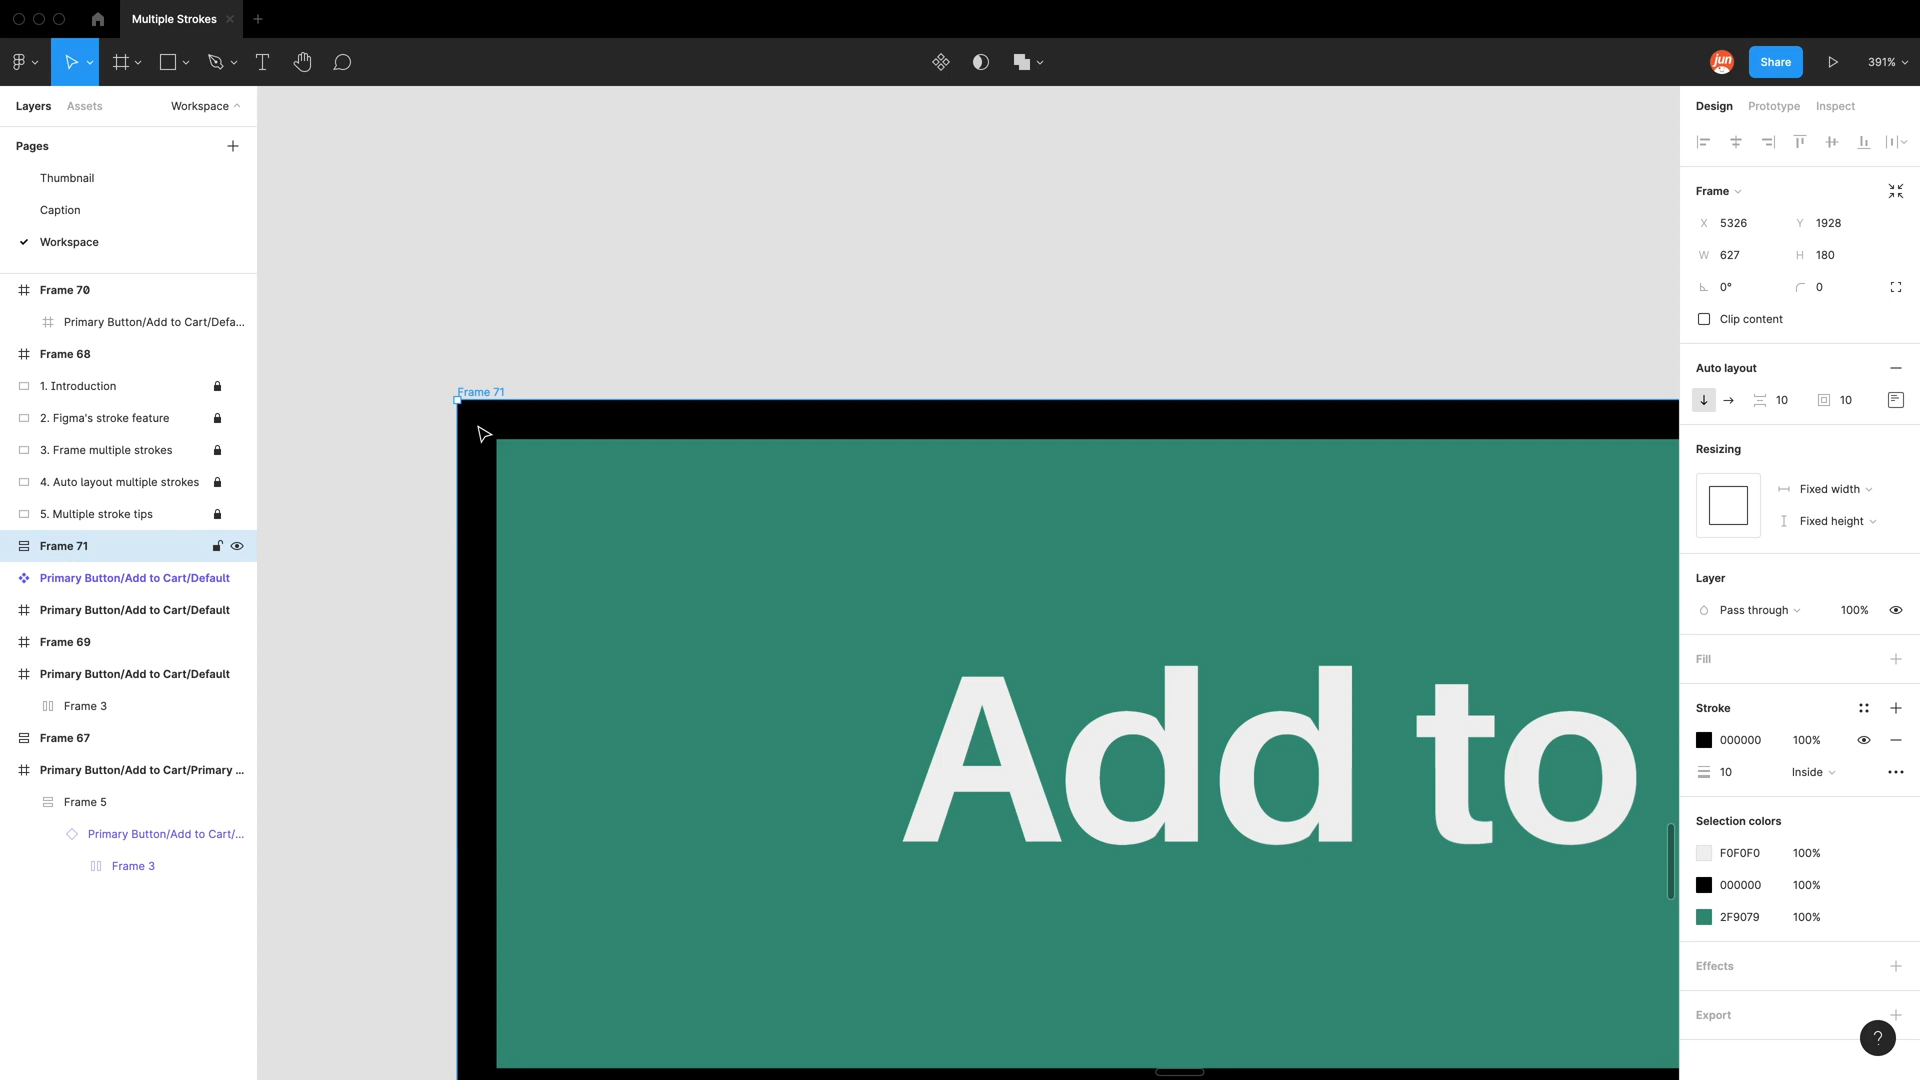 Multiple Strokes
jun
Share
391%
Layers
Assets
Workspace
Pages
Thumbnail
Caption
Workspace
Frame 70
Primary Button/Add to Cart/Defa...
Frame 68
1. Introduction
2. Figma's stroke feature
3. Frame multiple strokes
4. Auto layout multiple strokes
5. Multiple stroke tips
Frame 71
Primary Button/Add to Cart/Default
Primary Button/Add to Cart/Default
Frame 69
Primary Button/Add to Cart/Default
Frame 3
Frame 67
Primary Button/Add to Cart/Primary ...
Frame 5
Primary Button/Add to Cart/...
Frame 3
Frame 71
Add to
Design
Prototype
Inspect
Frame
X 5326 Y 1928
W 627 H 180
0° 0
Clip content
Auto layout
10 10
Resizing
Fixed width
Fixed height
Layer
Pass through 100%
Fill
Stroke
000000 100%
10 Inside
Selection colors
F0F0F0 100%
000000 100%
2F9079 100%
Effects
Export
?